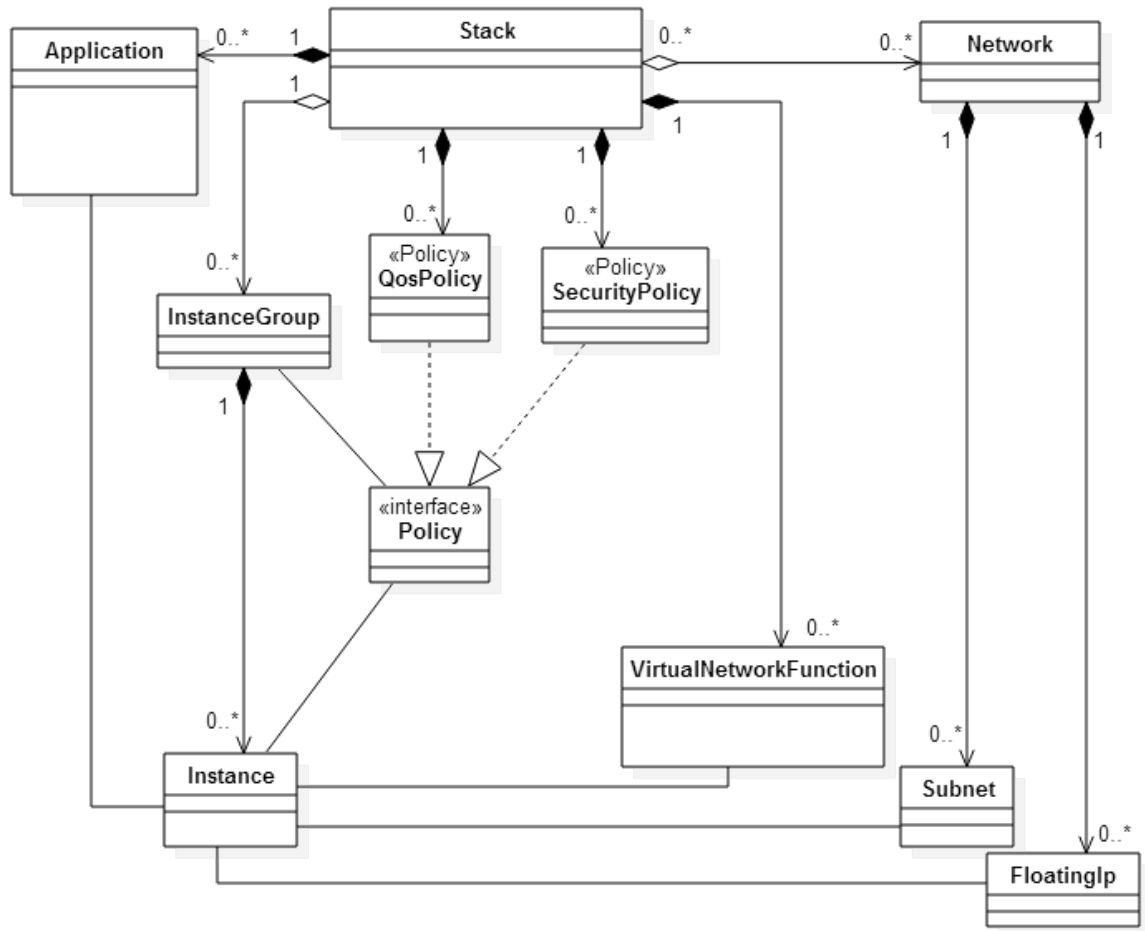 Stack
Application
0..*
1
0..*
0..*
Network
1
1
1
1
1
1
0..*
0..*
0..*
«Policy»
QosPolicy
«Policy»
SecurityPolicy
InstanceGroup
1
«interface»
Policy
0..*
VirtualNetworkFunction
0..*
0..*
Instance
Subnet
0..*
FloatingIp